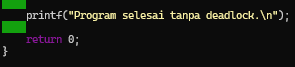 printf("Program selesai tanpa deadlock.\n");
return 0;
}